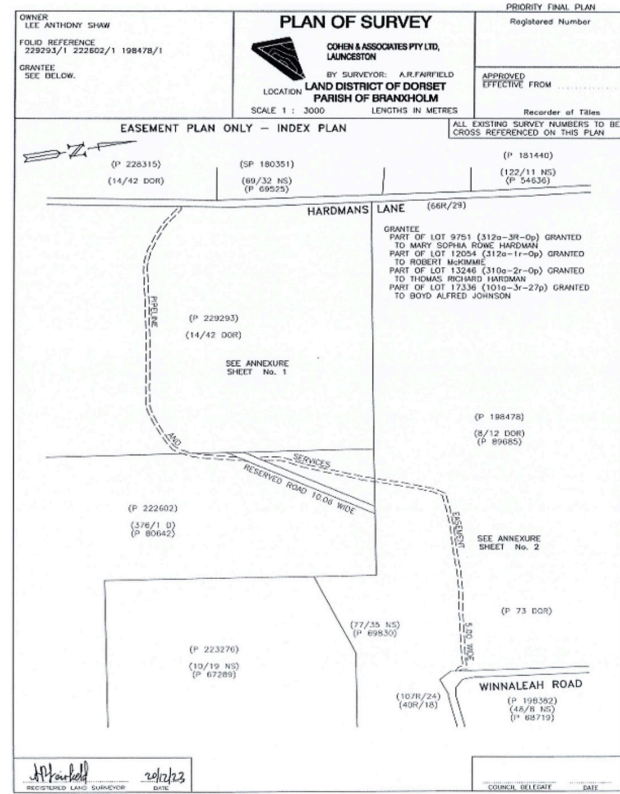 PRIORITY FINAL PLAN
OWNER
LEE ANTHONY SHAW
FOLIO REFERENCE
229293/1 222602/1 198478/1
GRANTEE
SEE BELOW.
PLAN OF SURVEY
COHEN & ASSOCIATES PTY LTD,
LAUNCESTON
BY SURVEYOR: A.R.FAIRFIELD
LOCATION LAND DISTRICT OF DORSET
PARISH OF BRANXHOLM
SCALE 1 : 3000 LENGTHS IN METRES
Registered Number
APPROVED
EFFECTIVE FROM
Recorder of Titles
EASEMENT PLAN ONLY – INDEX PLAN
ALL EXISTING SURVEY NUMBERS TO BE
CROSS REFERENCED ON THIS PLAN
N
(P 228315)
(14/42 DOR)
(SP 180351)
(69/32 NS)
(P 69525)
(P 181440)
(122/11 NS)
(P 54636)
HARDMANS LANE (66R/29)
GRANTEE
PART OF LOT 9751 (312a-3R-0p) GRANTED
TO MARY SOPHIA ROWE HARDMAN
PART OF LOT 12054 (312a-1r-0p) GRANTED
TO ROBERT McKIMMIE
PART OF LOT 13246 (310a-2r-0p) GRANTED
TO THOMAS RICHARD HARDMAN
PART OF LOT 17336 (101a-3r-27p) GRANTED
TO BOYD ALFRED JOHNSON
PIPELINE
(P 229293)
(14/42 DOR)
SEE ANNEXURE
SHEET No. 1
AND
SERVICES
RESERVED ROAD 10.06 WIDE
(P 198478)
(8/12 DOR)
(P 89685)
(P 222602)
(376/1 D)
(P 80642)
EASEMENT
SEE ANNEXURE
SHEET No. 2
(P 73 DOR)
5.00 WIDE
(77/35 NS)
(P 69830)
(P 223276)
(10/19 NS)
(P 67289)
WINNALEAH ROAD
(107R/24)
(40R/18)
(P 198382)
(48/8 NS)
(P 68719)
ARFairfield 20/12/23
REGISTERED LAND SURVEYOR DATE
COUNCIL DELEGATE DATE